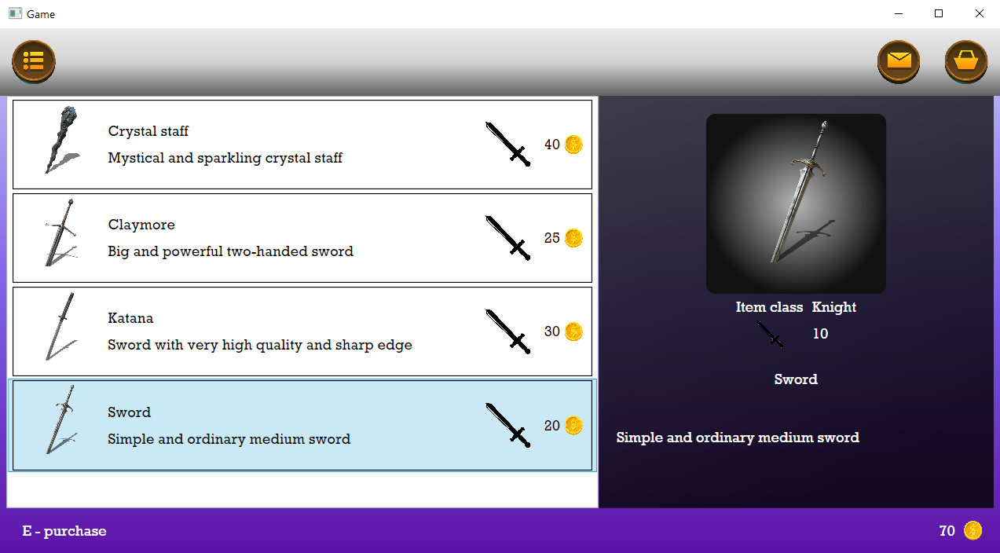 Game
Crystal staff
Mystical and sparkling crystal staff
40
Claymore
Big and powerful two-handed sword
25
Katana
Sword with very high quality and sharp edge
30
Sword
Simple and ordinary medium sword
20
Item class Knight
10
Sword
Simple and ordinary medium sword
E - purchase
70